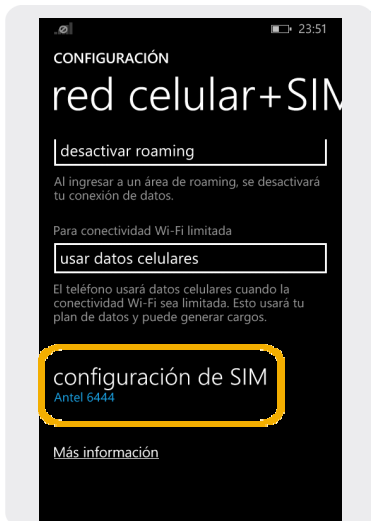 23:51
CONFIGURACIÓN
red celular+SIM
desactivar roaming
Al ingresar a un área de roaming, se desactivará
tu conexión de datos.
Para conectividad Wi-Fi limitada
usar datos celulares
El teléfono usará datos celulares cuando la
conectividad Wi-Fi sea limitada. Esto usará tu
plan de datos y puede generar cargos.
configuración de SIM
Antel 6444
Más información